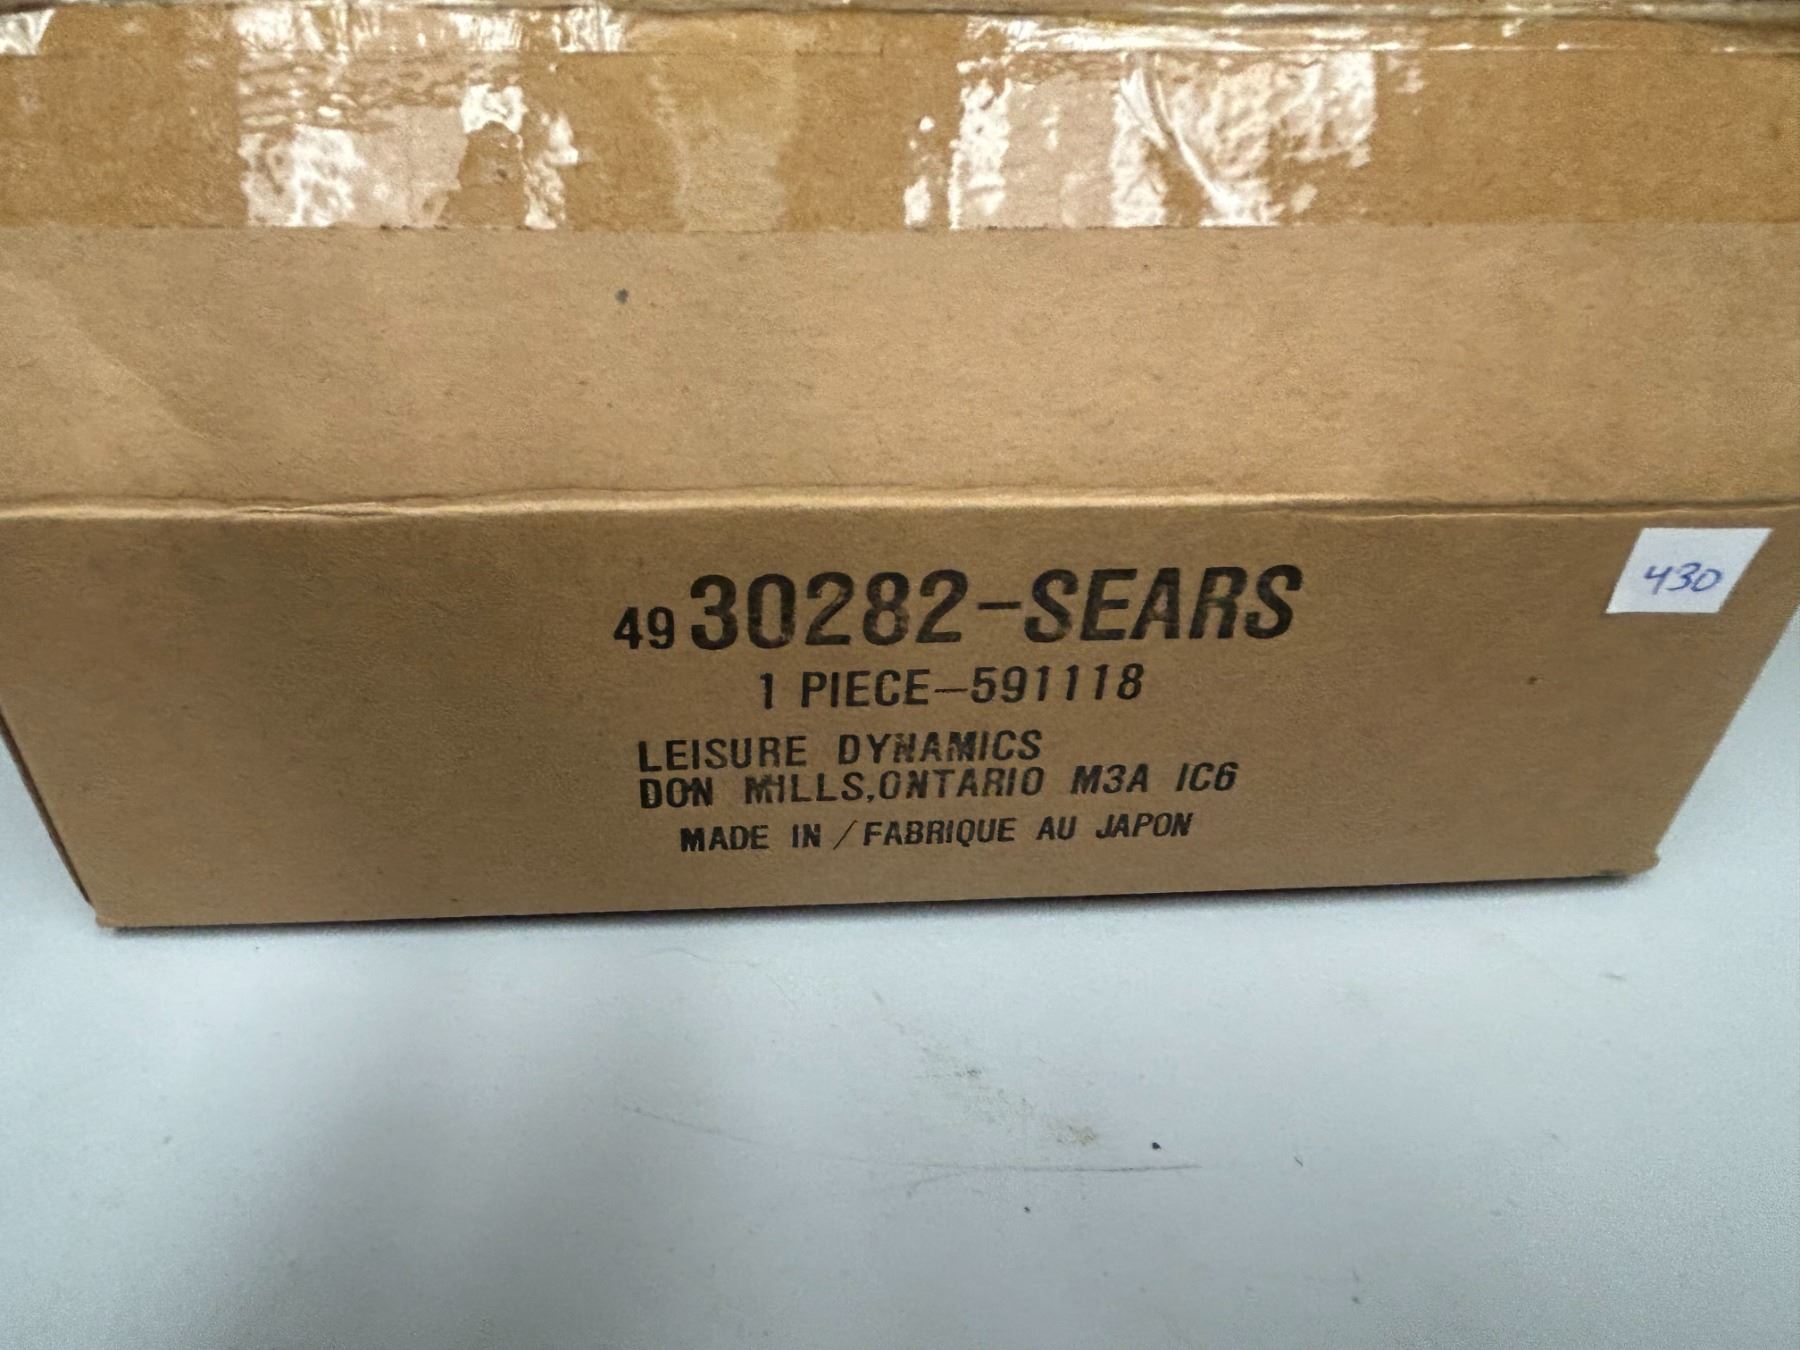 49 30282-SEARS
430
1 PIECE-591118
LEISURE DYNAMICS
DON MILLS,ONTARIO M3A IC6
MADE IN / FABRIQUE AU JAPON